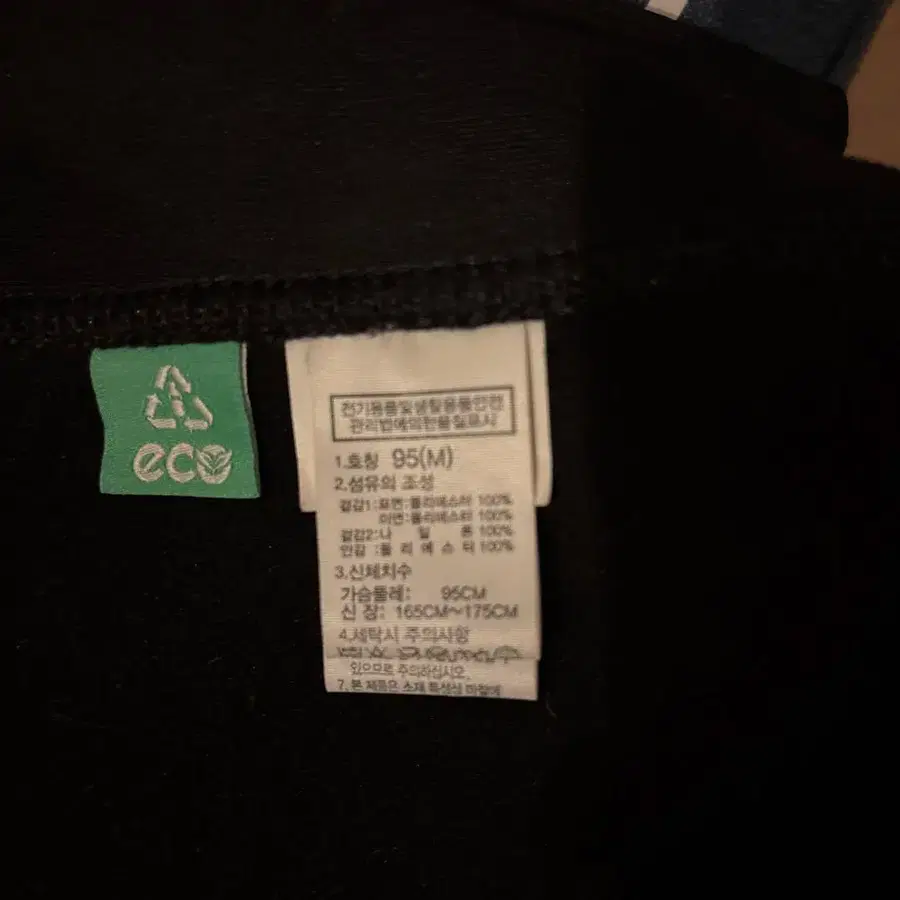 eco
전기용품및생활용품안전
관리법에의한품질표시
1.호칭 95(M)
2.섬유의 조성
겉감1:표면:폴리에스터 100%
이면:폴리에스터 100%
겉감2:나 일 론 100%
안감 :폴 리 에 스 터 100%
3.신체치수
가슴둘레: 95CM
신 장: 165CM~175CM
4.세탁시 주의사항
있으므로 주의하십시오.
7.본 제품은 소재 특성상 마찰에